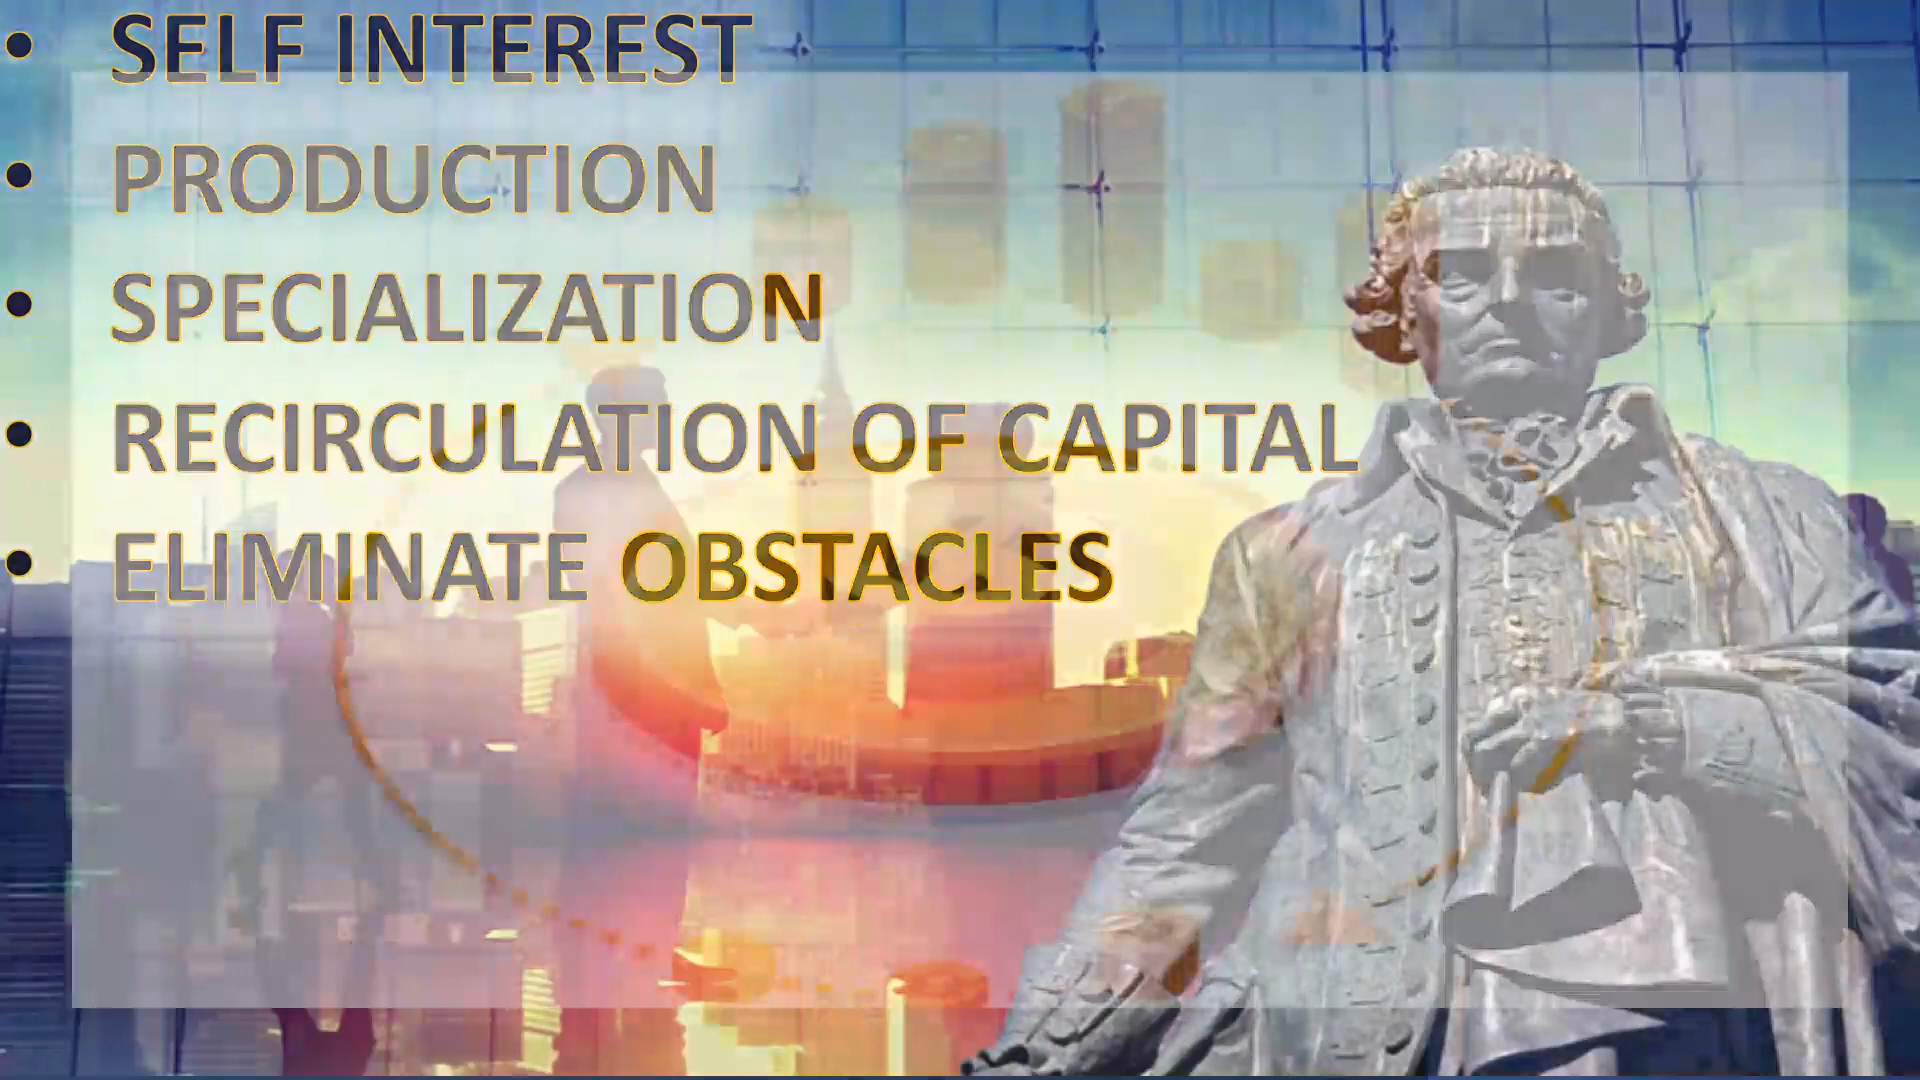 • SELF INTEREST
• PRODUCTION
• SPECIALIZATION
• RECIRCULATION OF CAPITAL
• ELIMINATE OBSTACLES